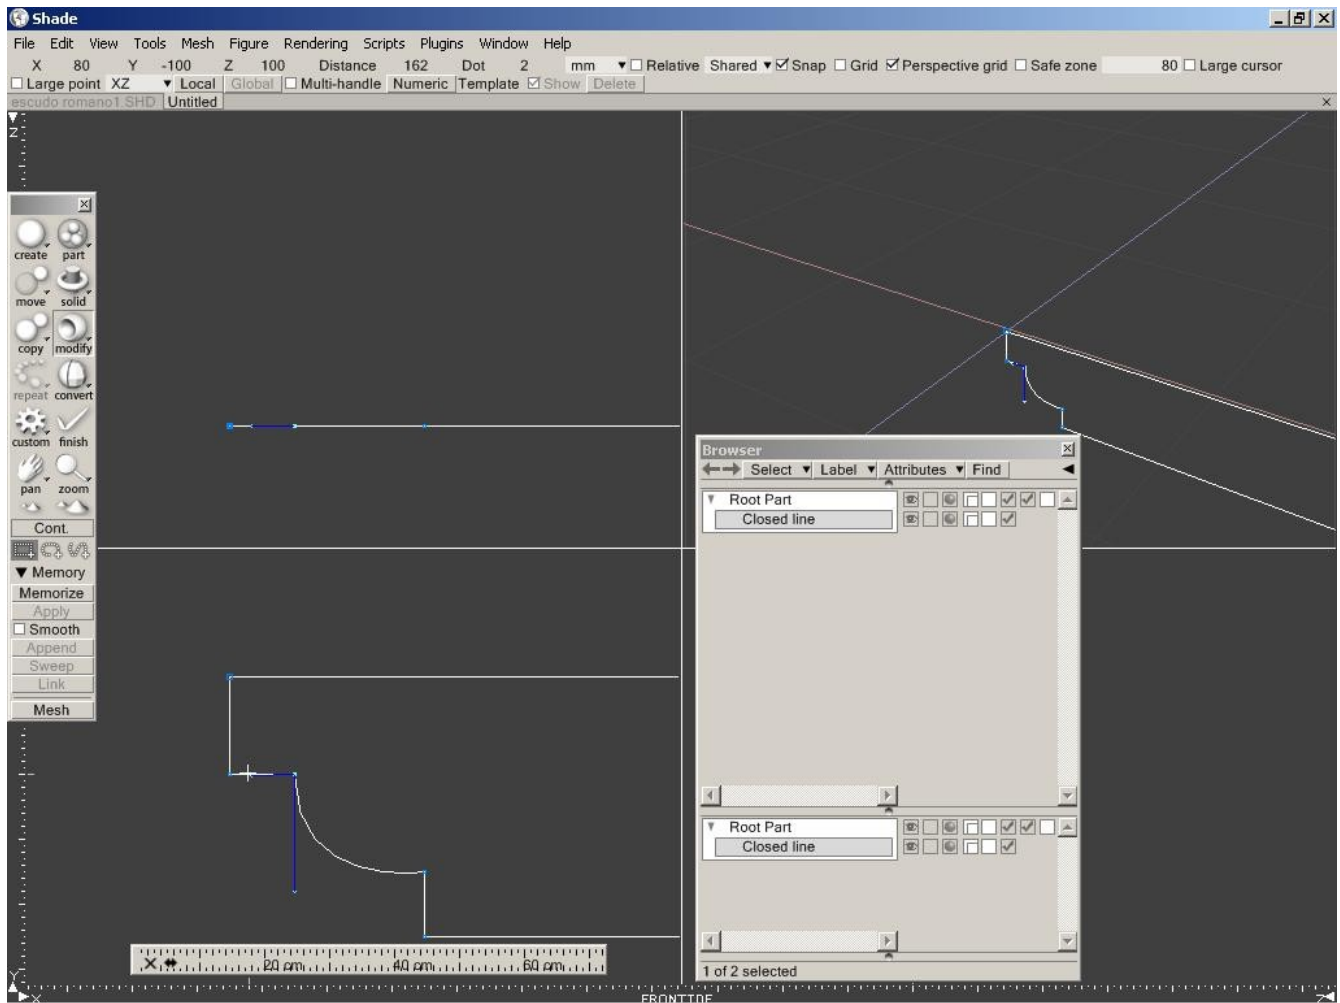 Shade
File Edit View Tools Mesh Figure Rendering Scripts Plugins Window Help
X 80 Y -100 Z 100 Distance 162 Dot 2 mm Relative Shared Snap Grid Perspective grid Safe zone 80 Large cursor
Large point XZ Local Global Multi-handle Numeric Template Show Delete
escudo romano1.SHD Untitled
Z
create part
move solid
copy modify
repeat convert
custom finish
pan zoom
Cont.
Memory
Memorize
Apply
Smooth
Append
Sweep
Link
Mesh
Browser
Select Label Attributes Find
Root Part
Closed line
Root Part
Closed line
1 of 2 selected
20 cm 40 cm 60 cm
Y
X
Z